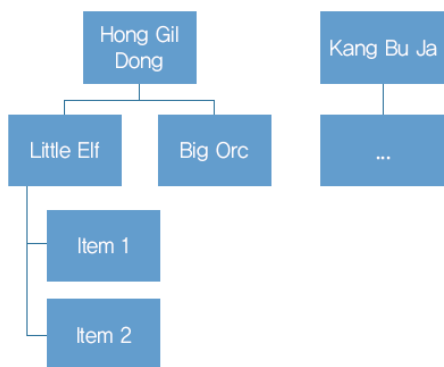 Hong Gil
Dong
Kang Bu Ja
Little Elf
Big Orc
...
Item 1
Item 2